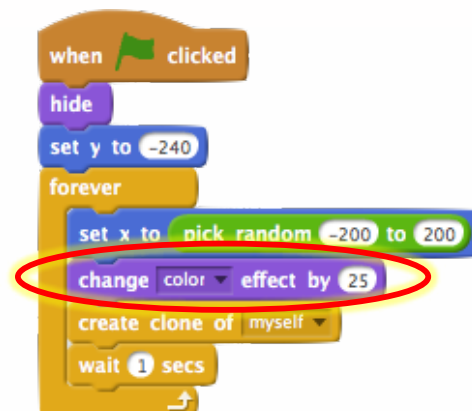 when clicked
hide
set y to -240
forever
set x to pick random -200 to 200
change color effect by 25
create clone of myself
wait 1 secs